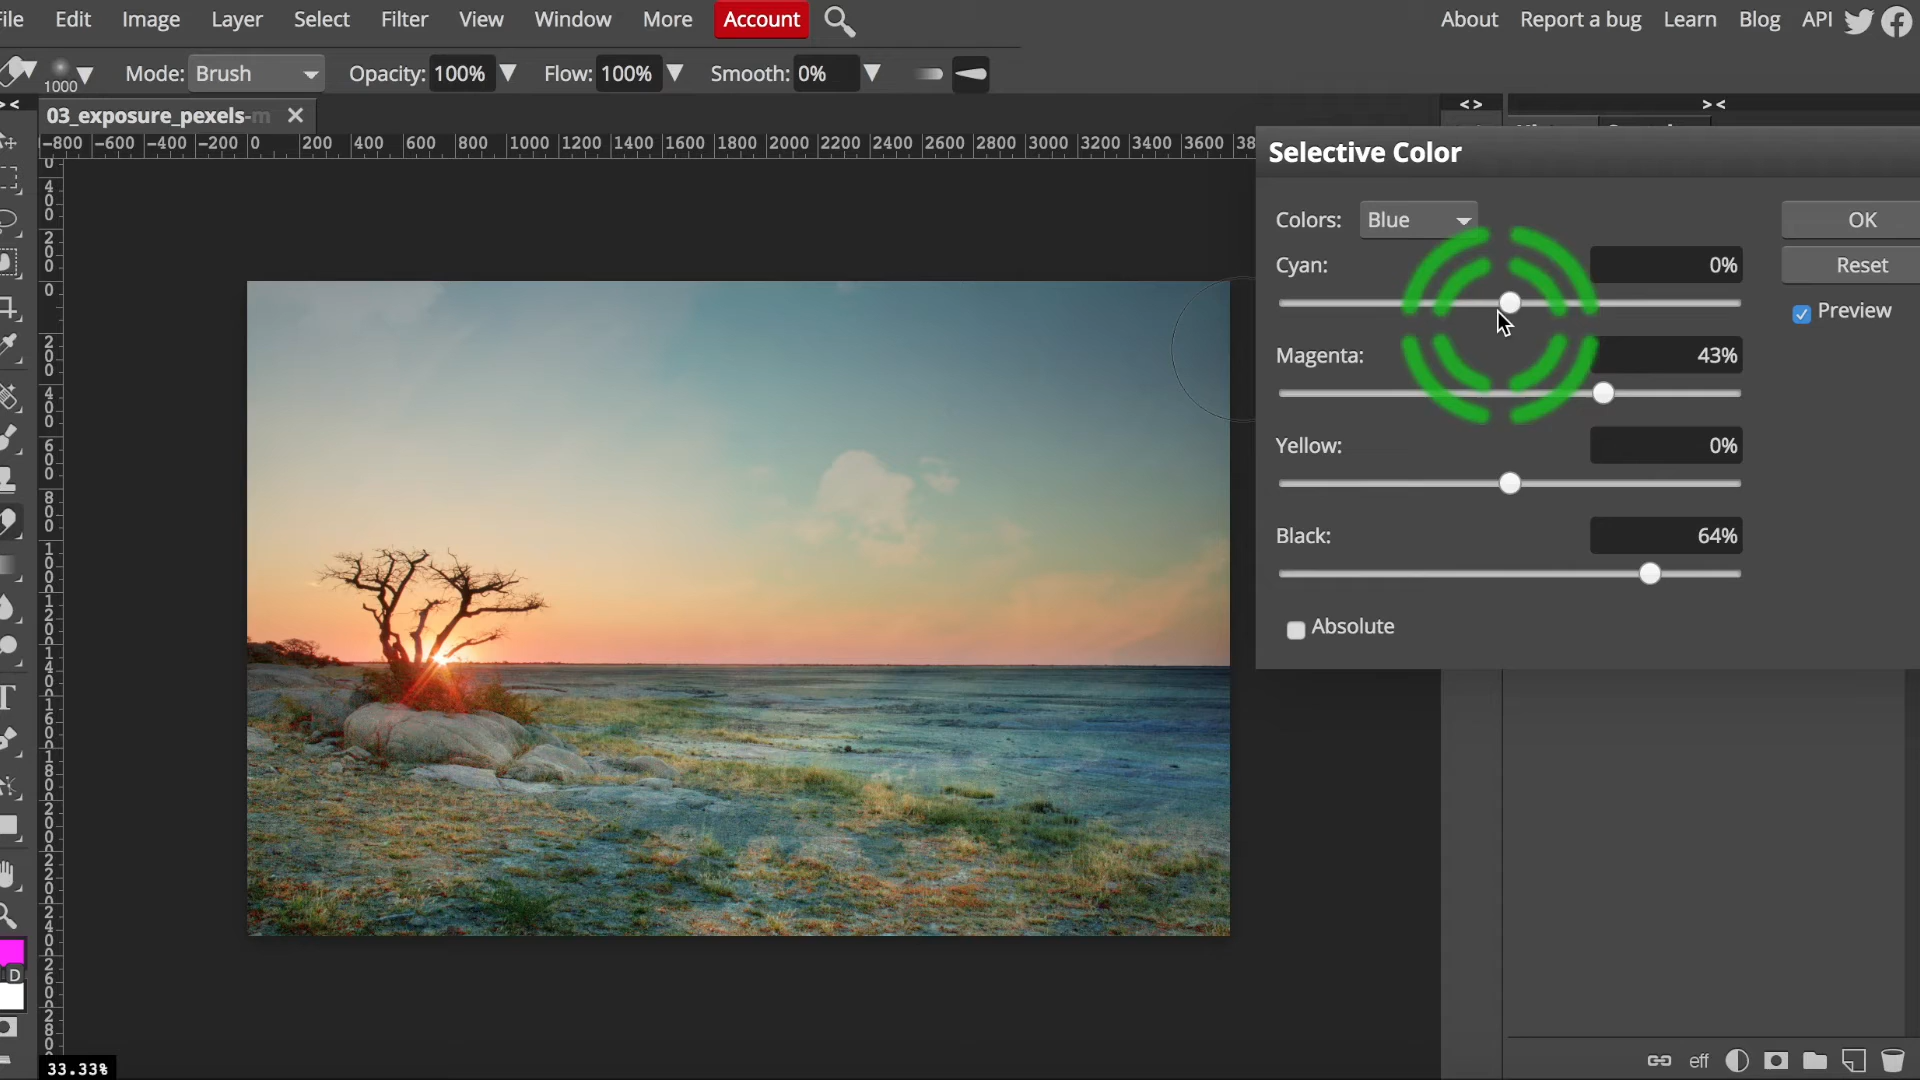 ile Edit Image Layer Select Filter View Window More Account About Report a bug Learn Blog API
1000 Mode: Brush Opacity: 100% Flow: 100% Smooth: 0%
> < < > > <
03_exposure_pexels-m
-800 -600 -400 -200 0 200 400 600 800 1000 1200 1400 1600 1800 2000 2200 2400 2600 2800 3000 3200 3400 3600 38
Selective Color
Colors: Blue OK
Cyan: 0% Reset
Preview
Magenta: 43%
Yellow: 0%
Black: 64%
Absolute
D
eff
33.33%